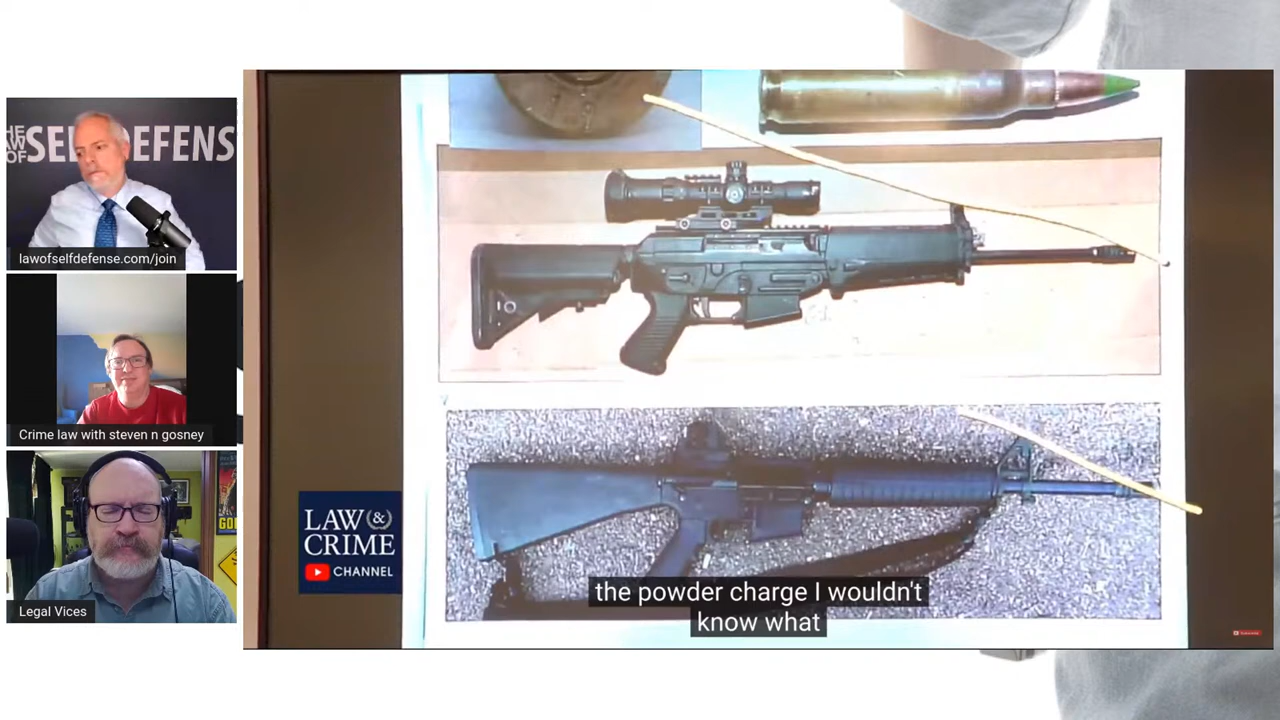 THE
LAW
OF
SELF DEFENS
lawofselfdefense.com/join
Crime law with steven n gosney
Legal Vices
LAW &
CRIME
CHANNEL
the powder charge I wouldn't
know what